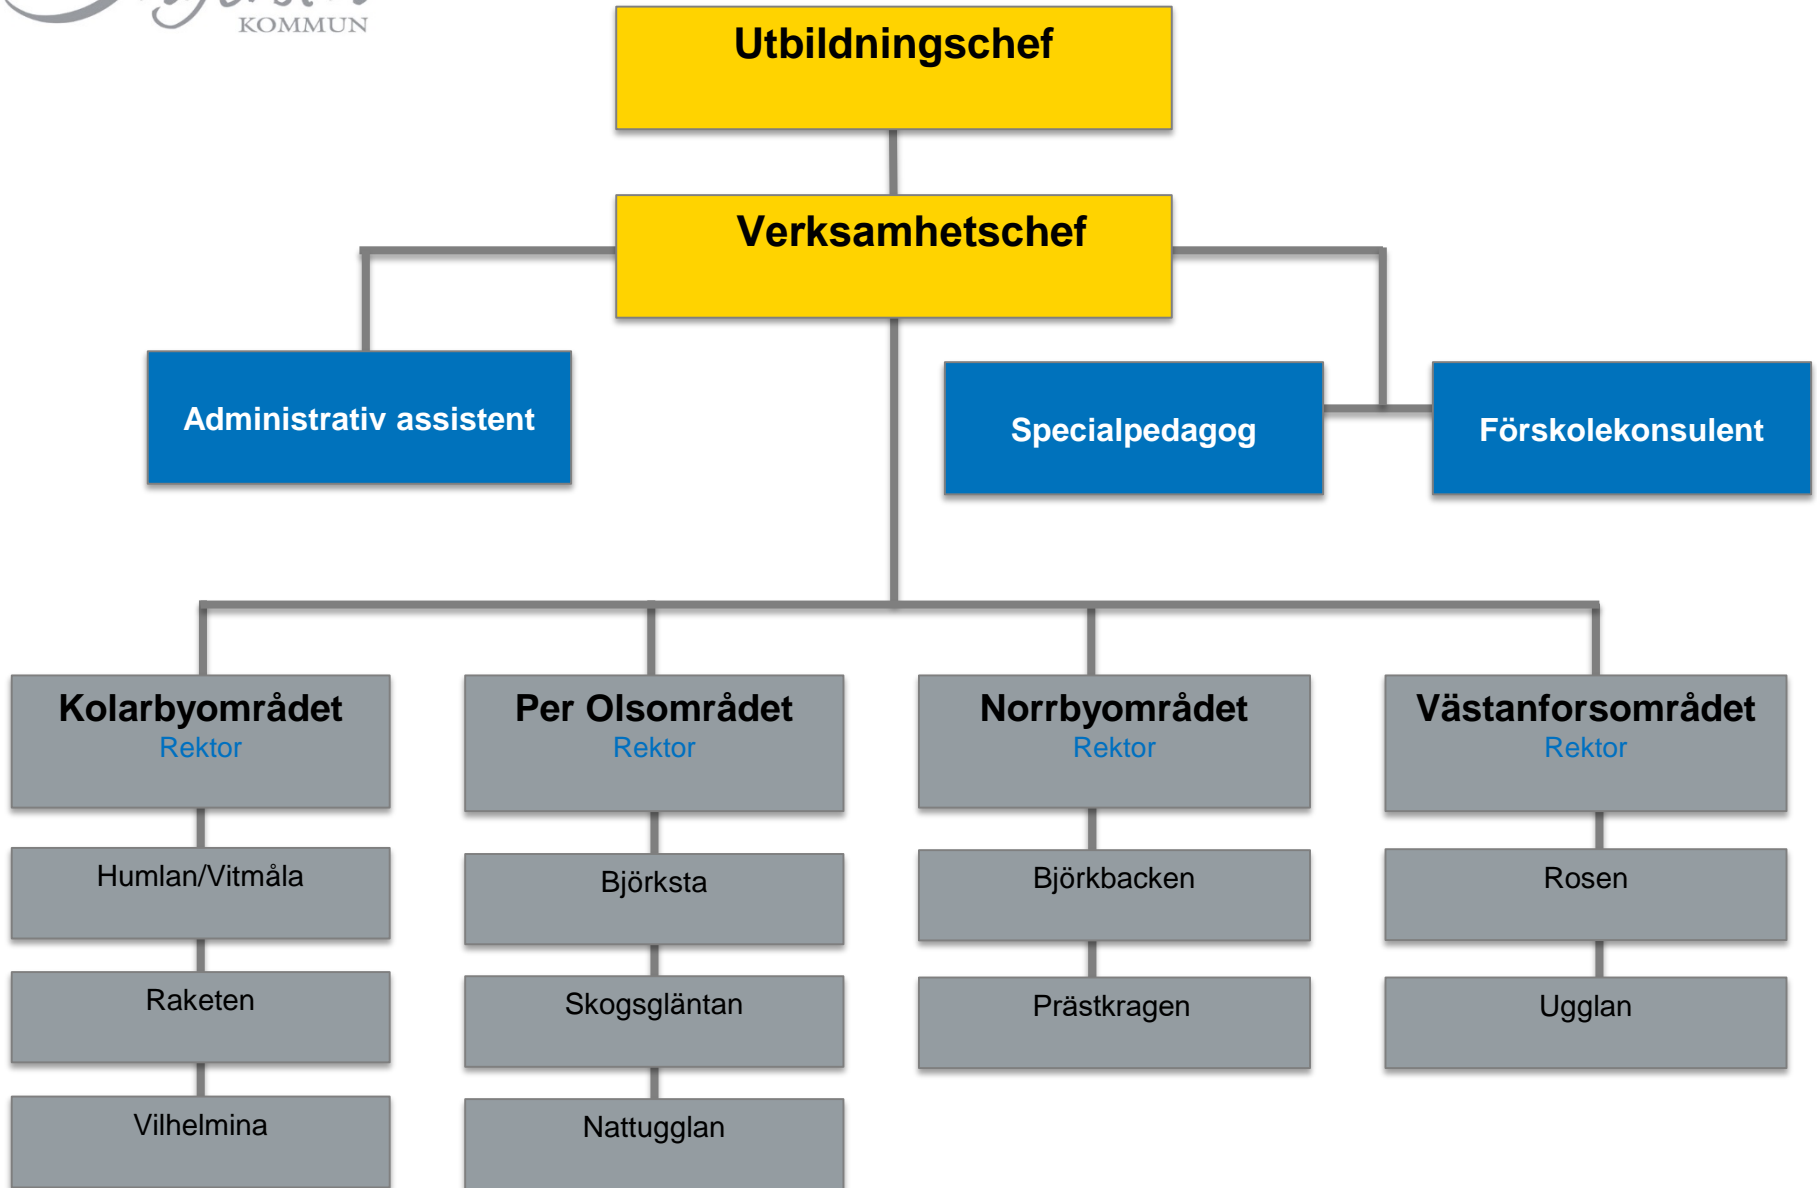 KOMMUN
Utbildningschef
Verksamhetschef
Administrativ assistent
Specialpedagog
Förskolekonsulent
Kolarbyområdet
Rektor
Per Olsområdet
Rektor
Norrbyområdet
Rektor
Västanforsområdet
Rektor
Humlan/Vitmåla
Björksta
Björkbacken
Rosen
Raketen
Skogsgläntan
Prästkragen
Ugglan
Vilhelmina
Nattugglan